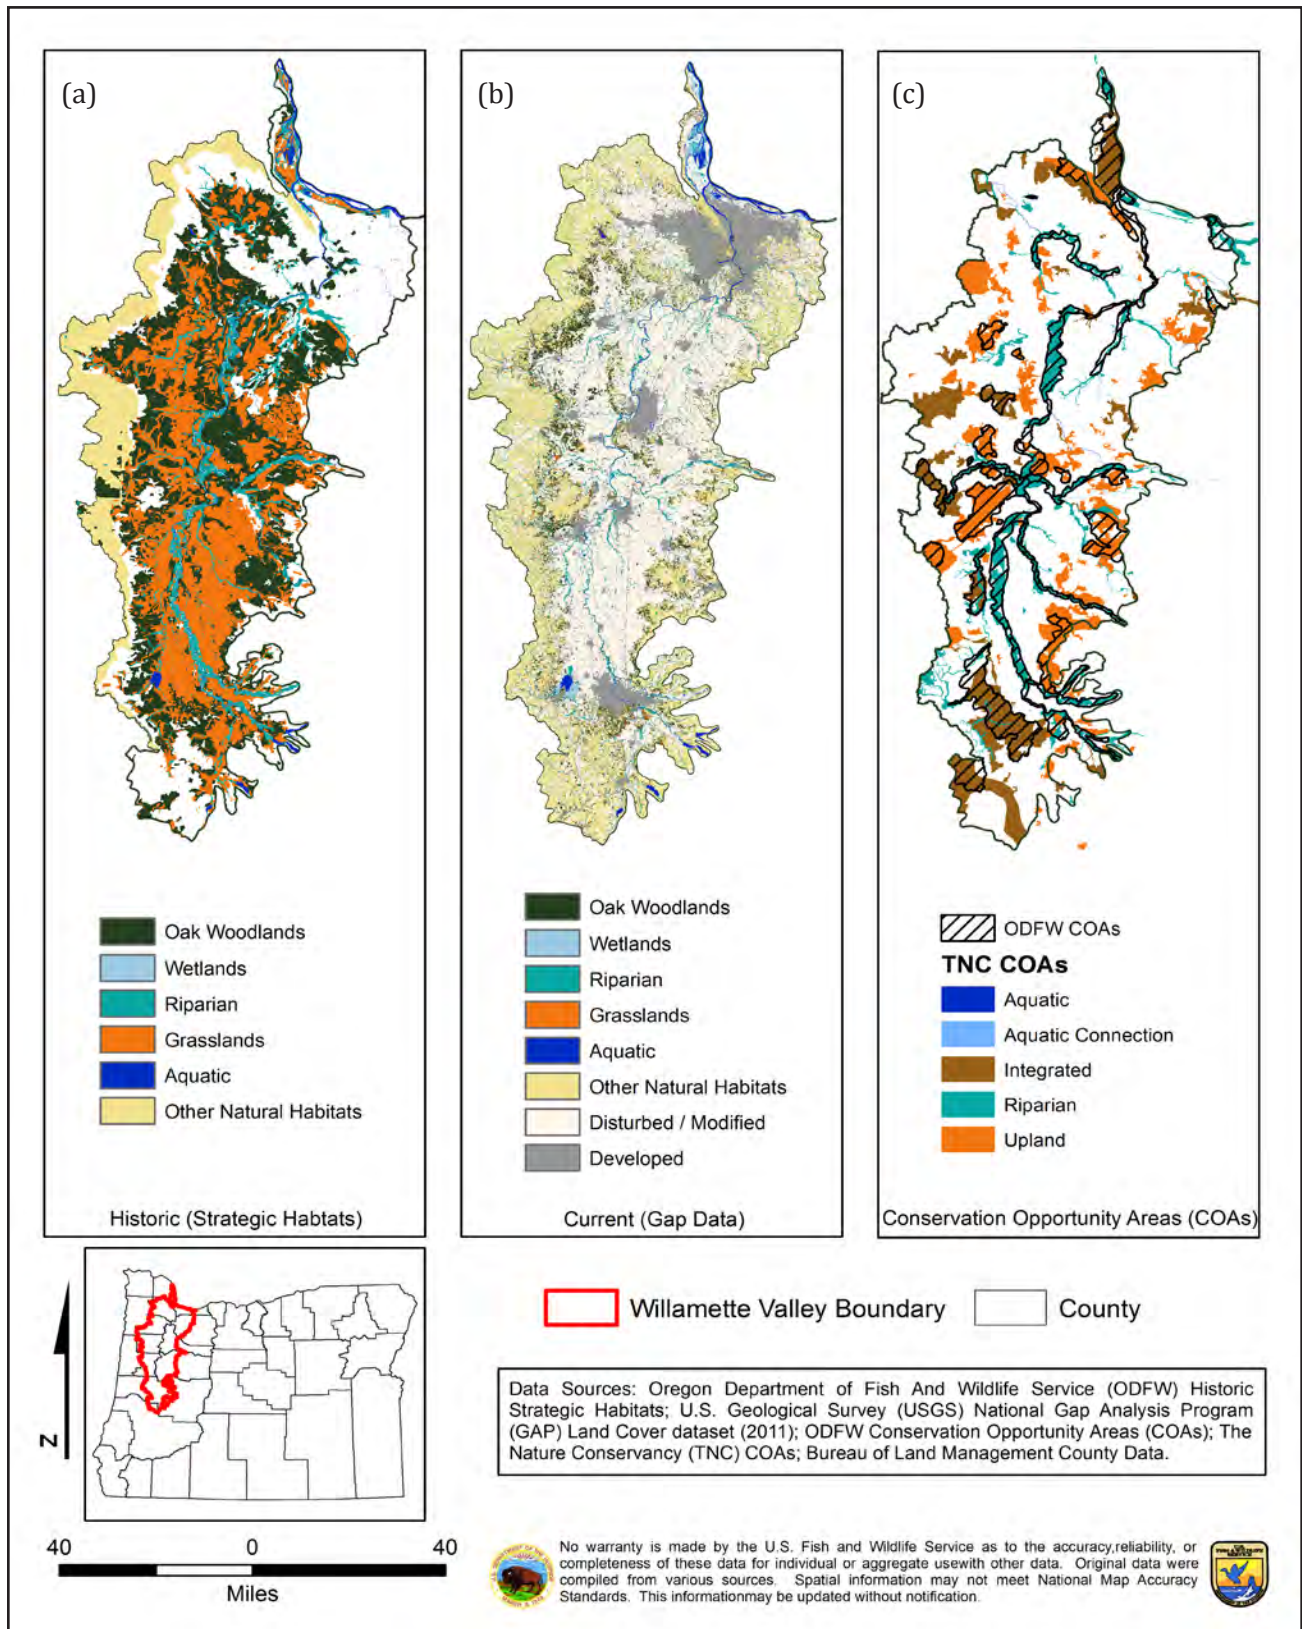 (a)
Oak Woodlands
Wetlands
Riparian
Grasslands
Aquatic
Other Natural Habitats
Historic (Strategic Habtats)
(b)
Oak Woodlands
Wetlands
Riparian
Grasslands
Aquatic
Other Natural Habitats
Disturbed / Modified
Developed
Current (Gap Data)
(c)
ODFW COAs
TNC COAs
Aquatic
Aquatic Connection
Integrated
Riparian
Upland
Conservation Opportunity Areas (COAs)
N
40 0 40
Miles
Willamette Valley Boundary
County
Data Sources: Oregon Department of Fish And Wildlife Service (ODFW) Historic
Strategic Habitats; U.S. Geological Survey (USGS) National Gap Analysis Program
(GAP) Land Cover dataset (2011); ODFW Conservation Opportunity Areas (COAs); The
Nature Conservancy (TNC) COAs; Bureau of Land Management County Data.
No warranty is made by the U.S. Fish and Wildlife Service as to the accuracy,reliability, or
completeness of these data for individual or aggregate usewith other data. Original data were
compiled from various sources. Spatial information may not meet National Map Accuracy
Standards. This informationmay be updated without notification.